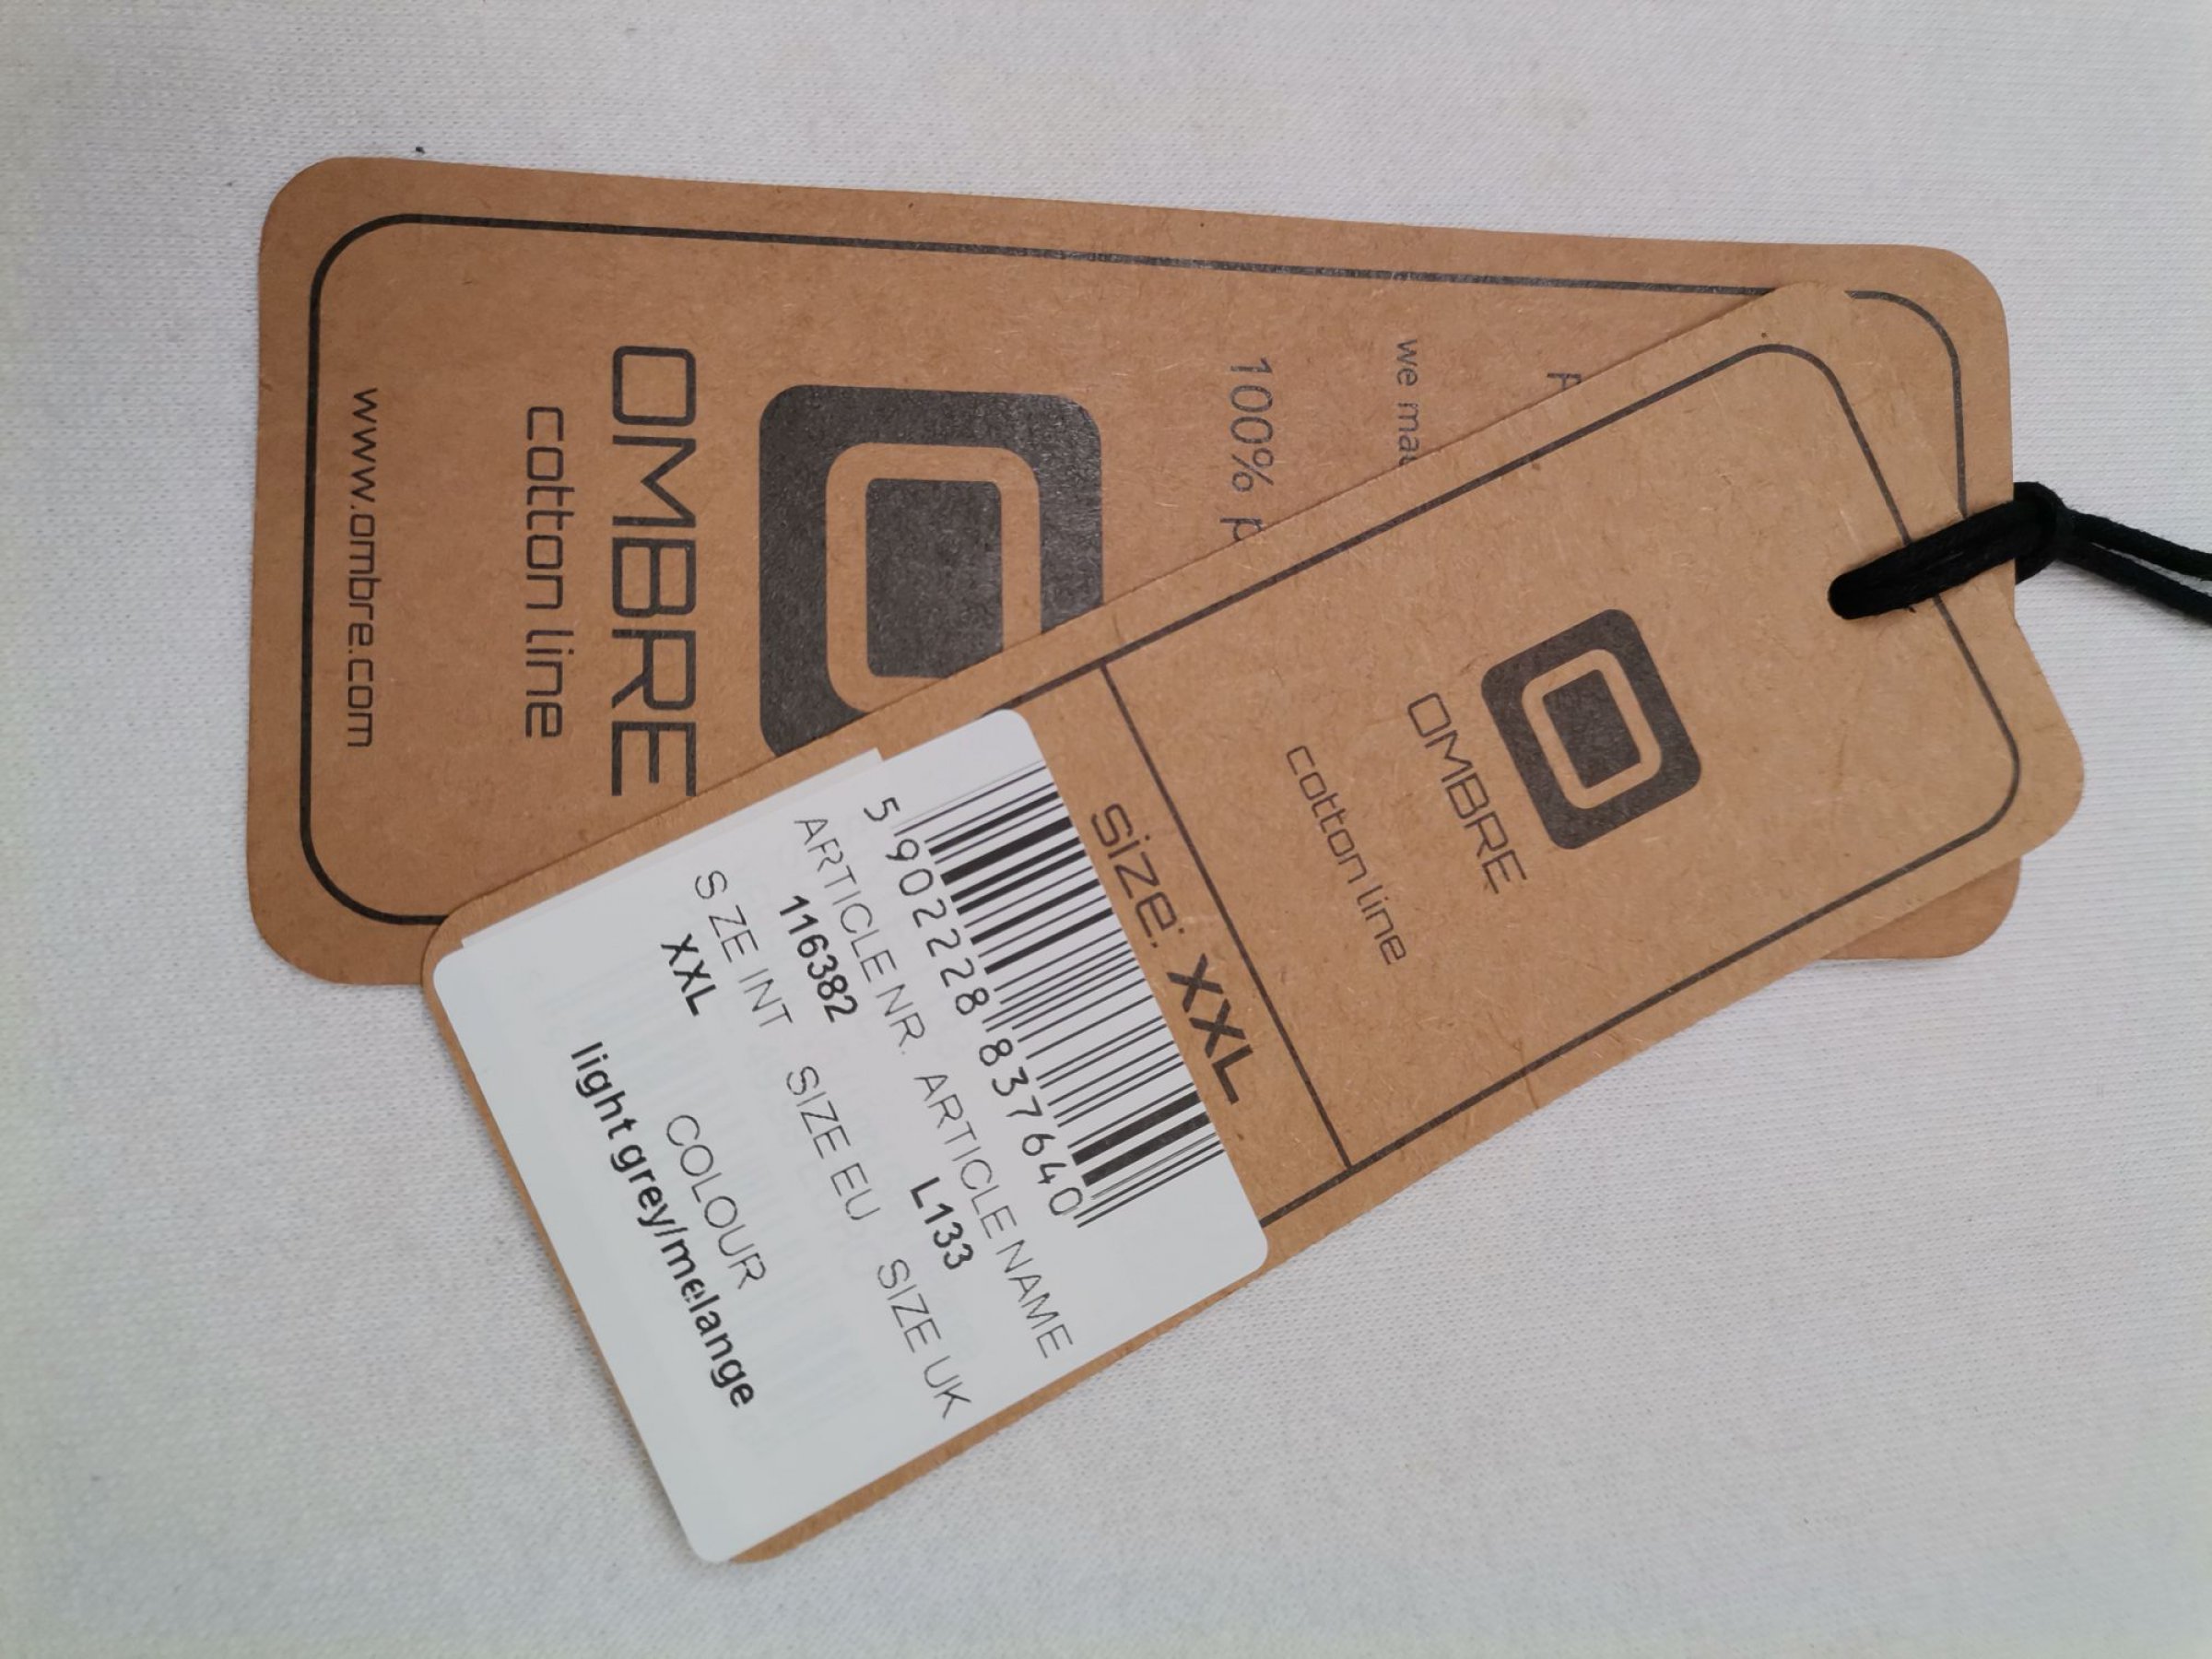 we
100%
OMBRE
cotton line
www.ombre.com
OMBRE
cotton line
size: XXL
5 902228 837640
ARTICLE NR. ARTICLE NAME
116382 L133
S ZE INT SIZE EU SIZE UK
XXL
COLOUR
light grey/melange